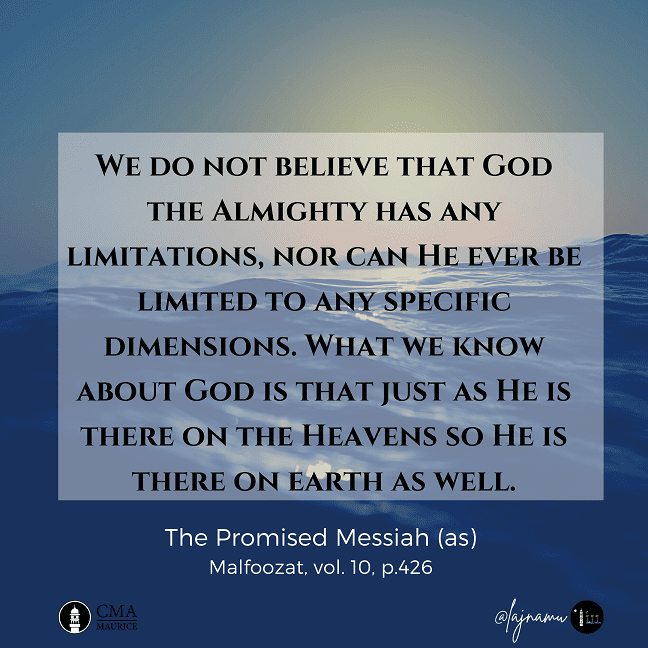 We do not believe that God
the Almighty has any
limitations, nor can He ever be
limited to any specific
dimensions. What we know
about God is that just as He is
there on the Heavens so He is
there on earth as well.
The Promised Messiah (as)
Malfoozat, vol. 10, p.426
CMA
MAURICE
@lajnamu